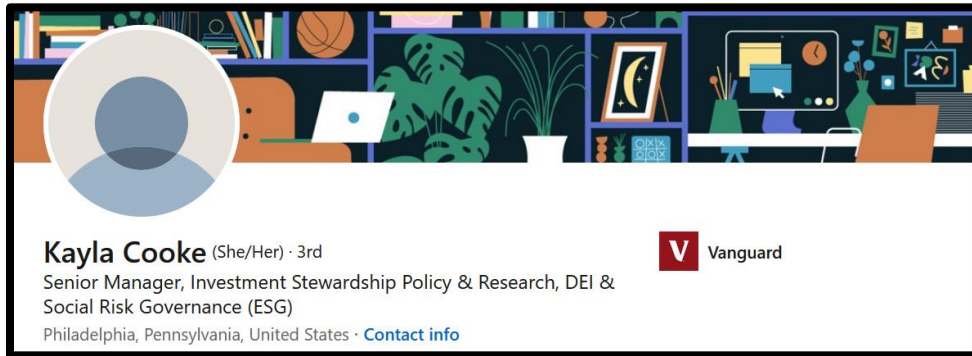 Kayla Cooke (She/Her) · 3rd
Vanguard
Senior Manager, Investment Stewardship Policy & Research, DEI &
Social Risk Governance (ESG)
Philadelphia, Pennsylvania, United States · Contact info